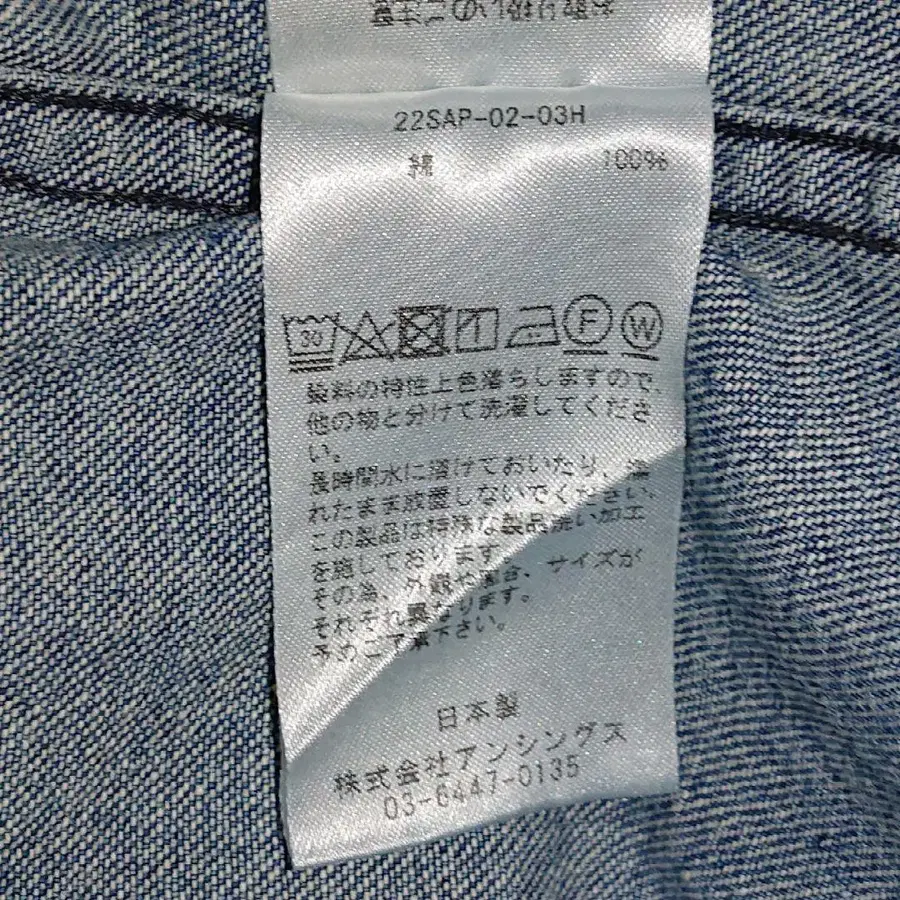 22SAP-02-03H
綿 100%
30 F W
染料の特性上色落ちしますので、
他の物と分けて洗濯してくださ
い。
長時間水に溶けておいたり、濡
れたまま放置しないでください。
この製品は特殊な製品洗い加工
を施しております。
その為、外観や風合、サイズが
それぞれ異なります。
予めご了承下さい。
日本製
株式会社アンシングス
03-6447-0135